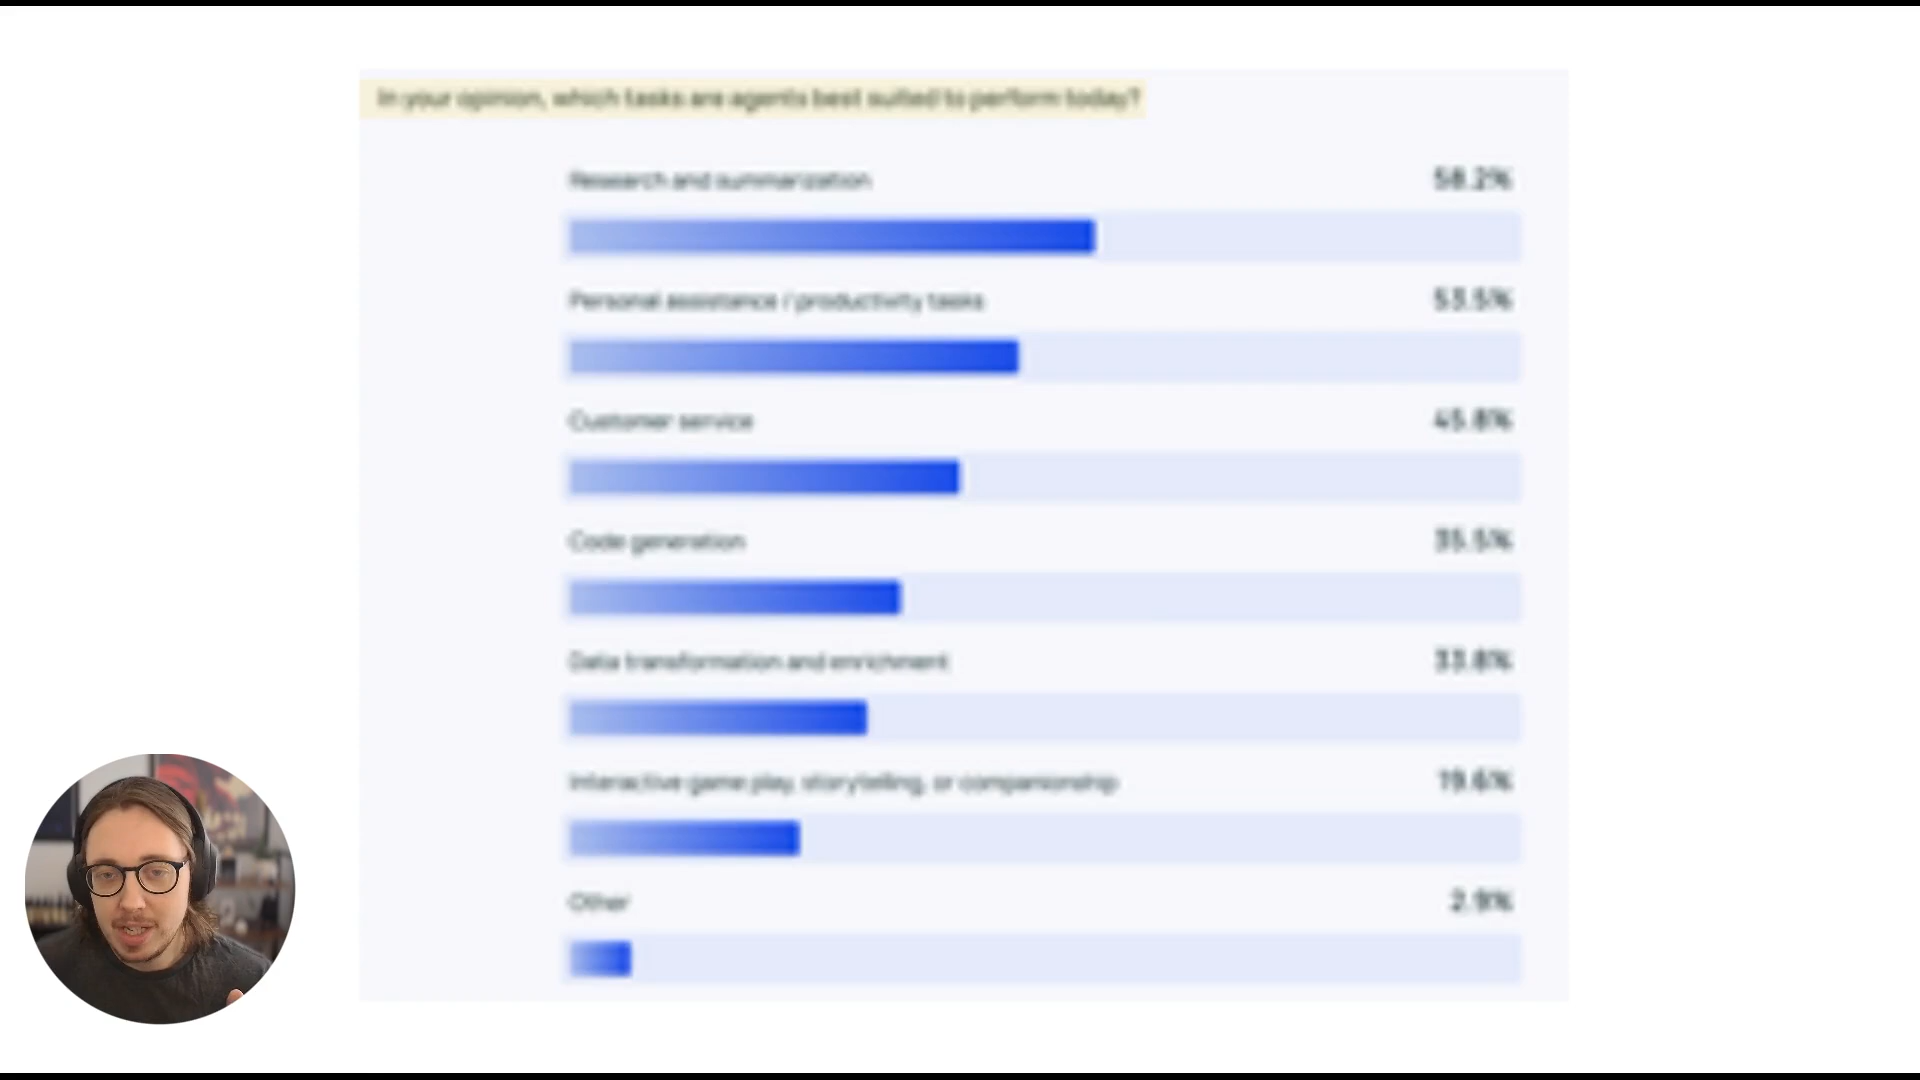 In your opinion, which tasks are agents best suited to perform today?
Research and summarization 58.2%
Personal assistance / productivity tasks 53.5%
Customer service 45.8%
Code generation 35.5%
Data transformation and enrichment 33.8%
Interactive game play, storytelling, or companionship 19.6%
Other 2.9%